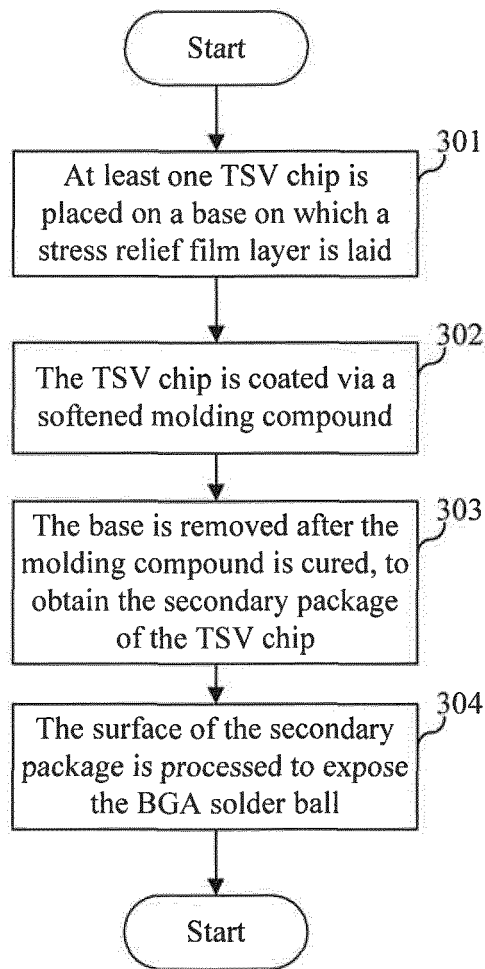 Start
301
At least one TSV chip is
placed on a base on which a
stress relief film layer is laid
302
The TSV chip is coated via a
softened molding compound
303
The base is removed after the
molding compound is cured, to
obtain the secondary package
of the TSV chip
304
The surface of the secondary
package is processed to expose
the BGA solder ball
Start